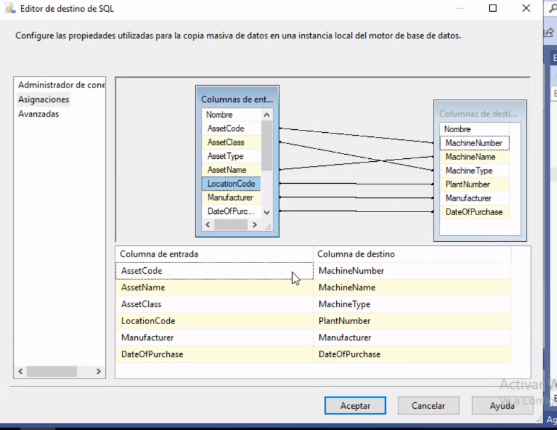 Editor de destino de SQL
Configure las propiedades utilizadas para la copia masiva de datos en una instancia local del motor de base de datos.
Administrador de cone
Asignaciones
Avanzadas
Columnas de ent...
Nombre
AssetCode
AssetClass
AssetType
AssetName
LocationCode
Manufacturer
DateOfPurc...
Columnas de desti...
Nombre
MachineNumber
MachineName
MachineType
PlantNumber
Manufacturer
DateOfPurchase
Columna de entrada Columna de destino
AssetCode MachineNumber
AssetName MachineName
AssetClass MachineType
LocationCode PlantNumber
Manufacturer Manufacturer
DateOfPurchase DateOfPurchase
Activar
Aceptar Cancelar Ayuda